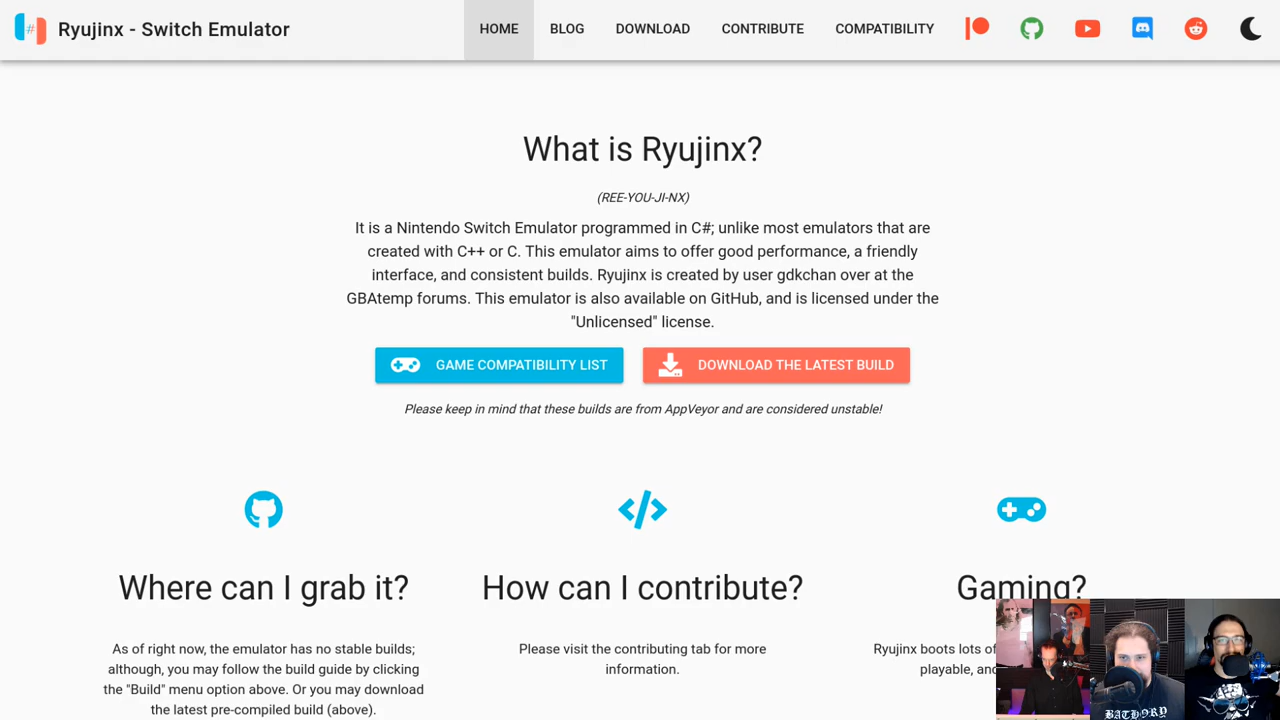 # Ryujinx - Switch Emulator
HOME
BLOG
DOWNLOAD
CONTRIBUTE
COMPATIBILITY
What is Ryujinx?
(REE-YOU-JI-NX)
It is a Nintendo Switch Emulator programmed in C#; unlike most emulators that are
created with C++ or C. This emulator aims to offer good performance, a friendly
interface, and consistent builds. Ryujinx is created by user gdkchan over at the
GBAtemp forums. This emulator is also available on GitHub, and is licensed under the
"Unlicensed" license.
GAME COMPATIBILITY LIST
DOWNLOAD THE LATEST BUILD
Please keep in mind that these builds are from AppVeyor and are considered unstable!
Where can I grab it?
As of right now, the emulator has no stable builds;
although, you may follow the build guide by clicking
the "Build" menu option above. Or you may download
the latest pre-compiled build (above).
How can I contribute?
Please visit the contributing tab for more
information.
Gaming?
Ryujinx boots lots of
playable, an
BATHORY